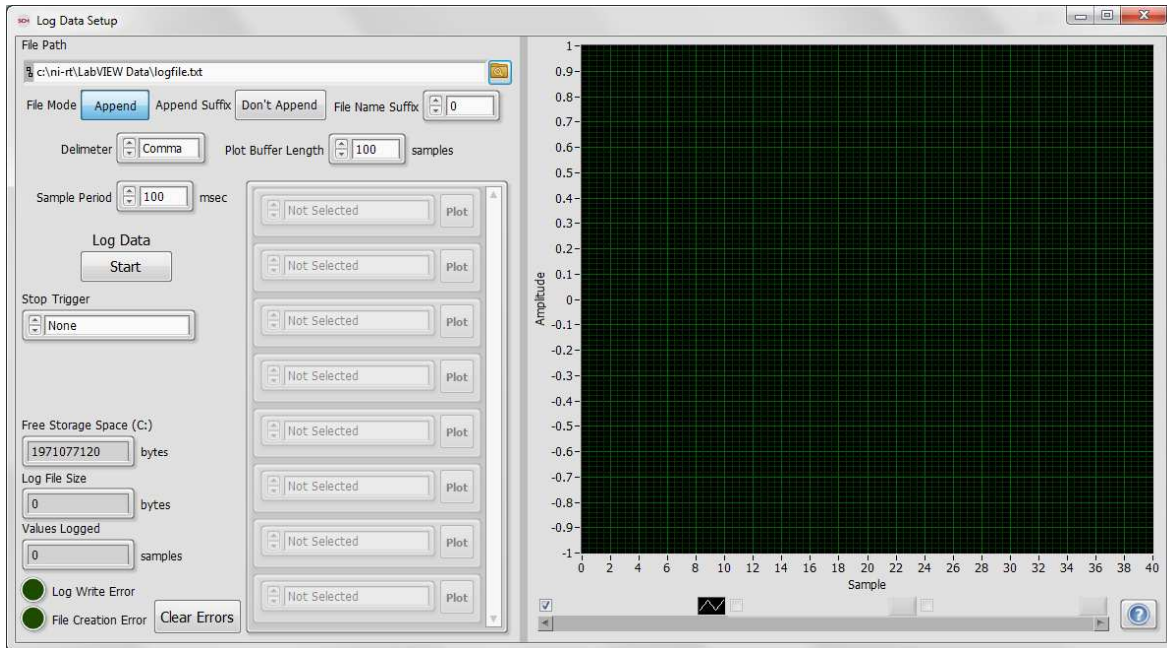 SCH Log Data Setup
File Path
c:\ni-rt\LabVIEW Data\logfile.txt
File Mode Append Append Suffix Don't Append File Name Suffix 0
Delimeter Comma Plot Buffer Length 100 samples
Sample Period 100 msec
Log Data
Start
Stop Trigger
None
Free Storage Space (C:)
1971077120 bytes
Log File Size
0 bytes
Values Logged
0 samples
Log Write Error
File Creation Error Clear Errors
Not Selected Plot
Not Selected Plot
Not Selected Plot
Not Selected Plot
Not Selected Plot
Not Selected Plot
Not Selected Plot
Not Selected Plot
Amplitude
1
0.9
0.8
0.7
0.6
0.5
0.4
0.3
0.2
0.1
0
-0.1
-0.2
-0.3
-0.4
-0.5
-0.6
-0.7
-0.8
-0.9
-1
0 2 4 6 8 10 12 14 16 18 20 22 24 26 28 30 32 34 36 38 40
Sample
?